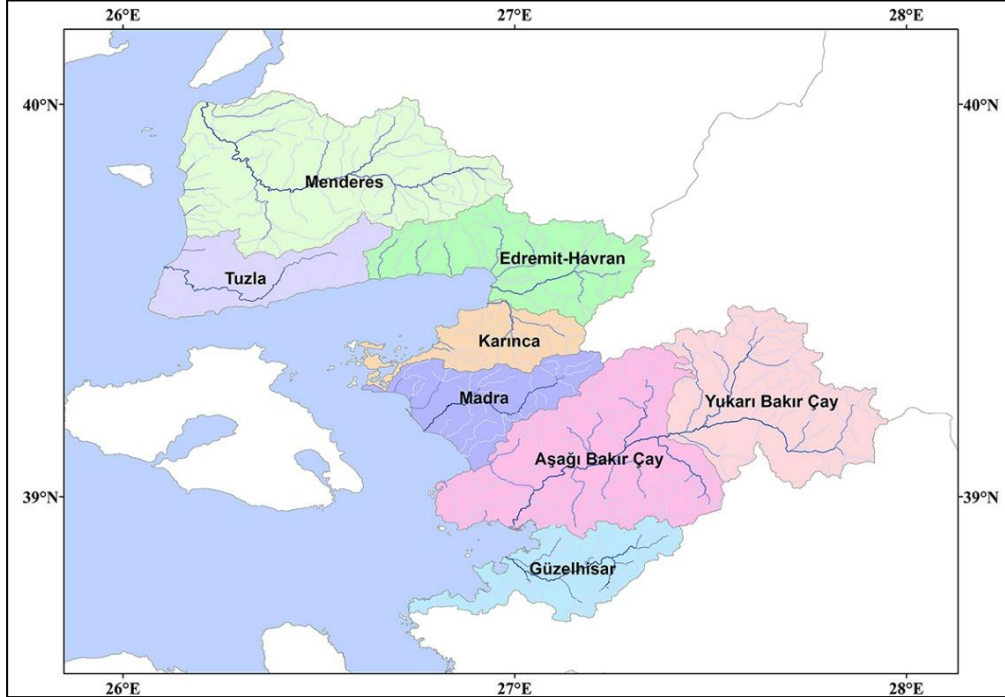 26°E 27°E 28°E
40°N 40°N
Menderes
Edremit-Havran
Tuzla
Karınca
Madra
Yukarı Bakır Çay
Aşağı Bakır Çay
39°N 39°N
Güzelhisar
26°E 27°E 28°E